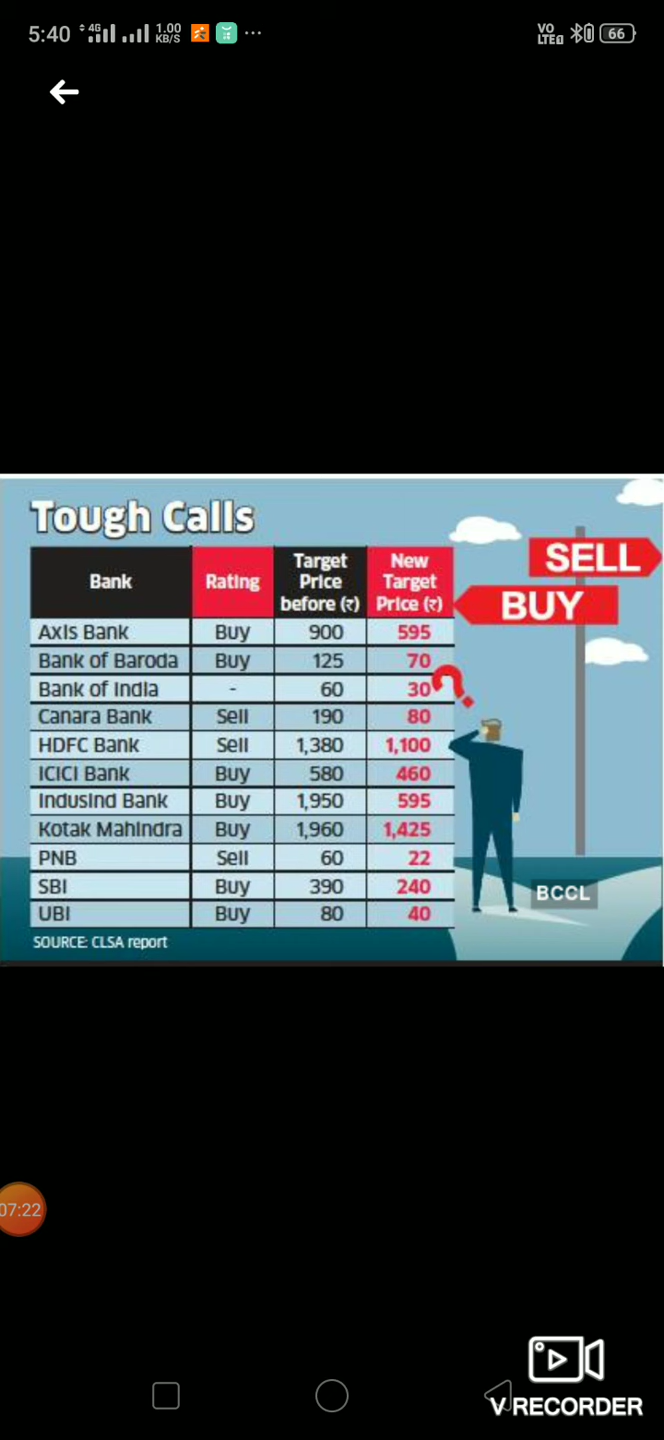 5:40 4G 1.00 KB/S ... VO LTE 66
Tough Calls
Bank Rating Target Price before (₹) New Target Price (₹)
Axis Bank Buy 900 595
Bank of Baroda Buy 125 70
Bank of India - 60 30
Canara Bank Sell 190 80
HDFC Bank Sell 1,380 1,100
ICICI Bank Buy 580 460
IndusInd Bank Buy 1,950 595
Kotak Mahindra Buy 1,960 1,425
PNB Sell 60 22
SBI Buy 390 240
UBI Buy 80 40
SOURCE: CLSA report
SELL
BUY
?
BCCL
07:22
V RECORDER